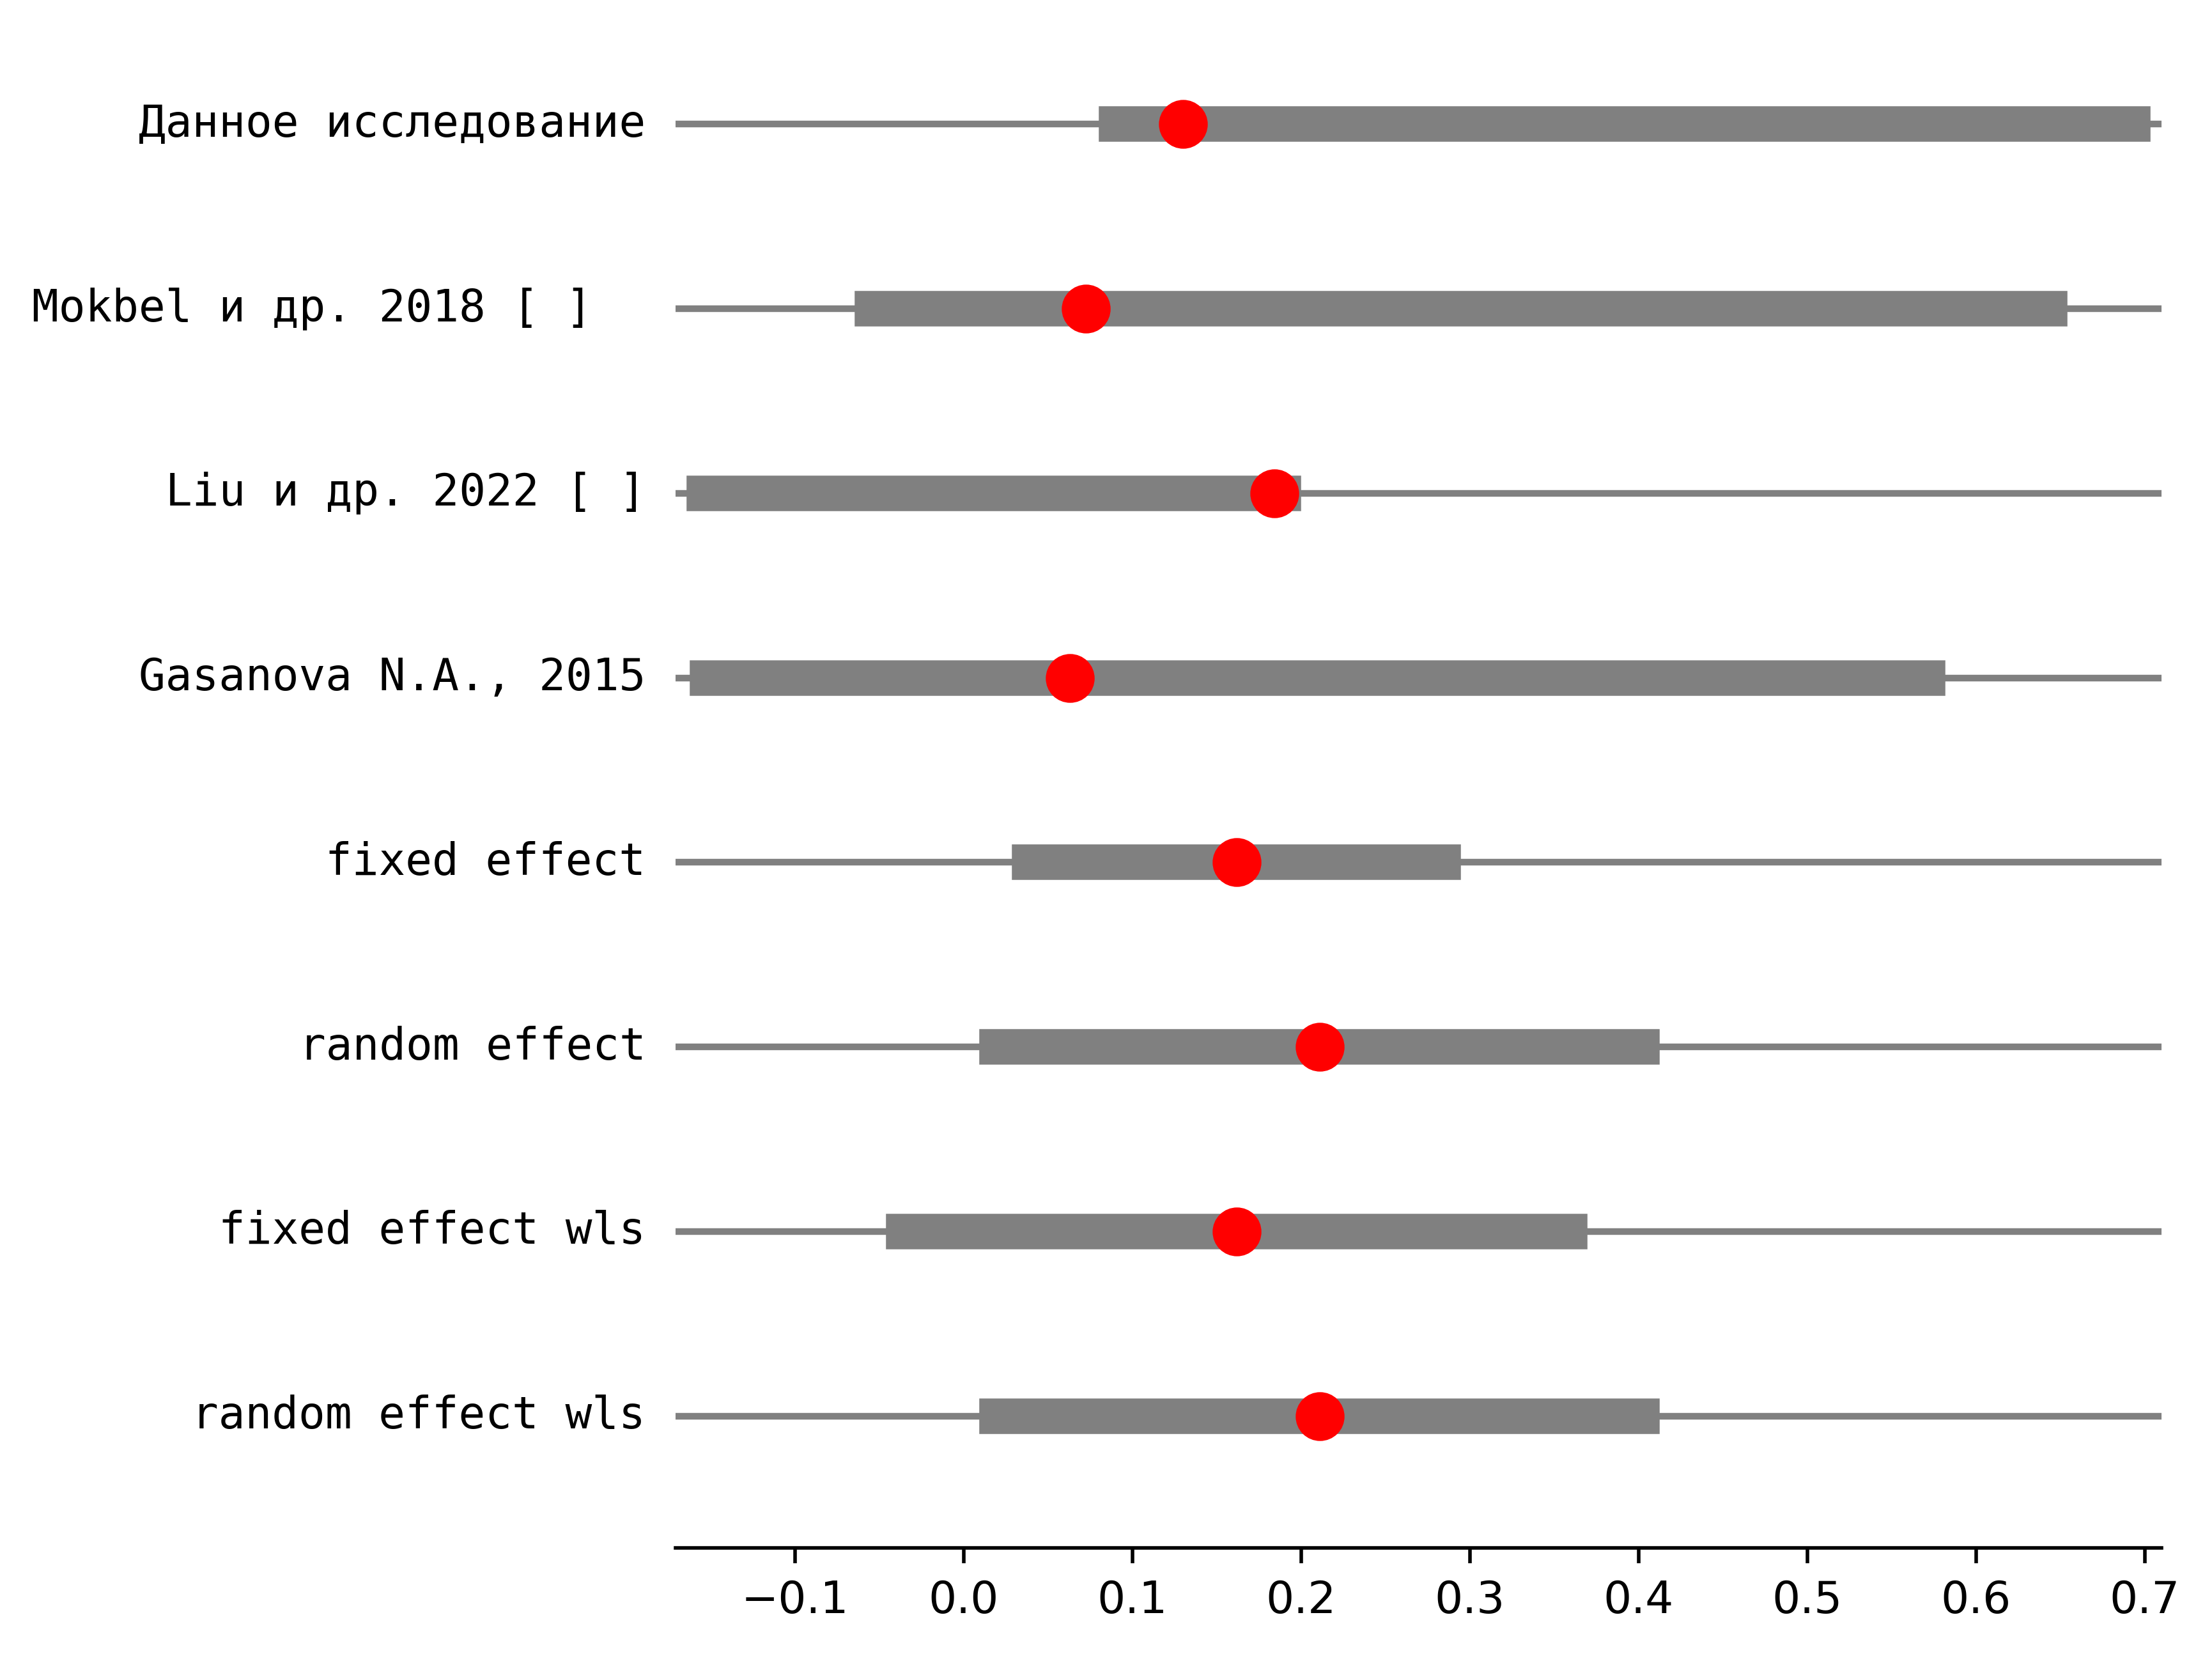 Данное исследование
Mokbel и др. 2018 [ ]
Liu и др. 2022 [ ]
Gasanova N.A., 2015
fixed effect
random effect
fixed effect wls
random effect wls
−0.1 0.0 0.1 0.2 0.3 0.4 0.5 0.6 0.7